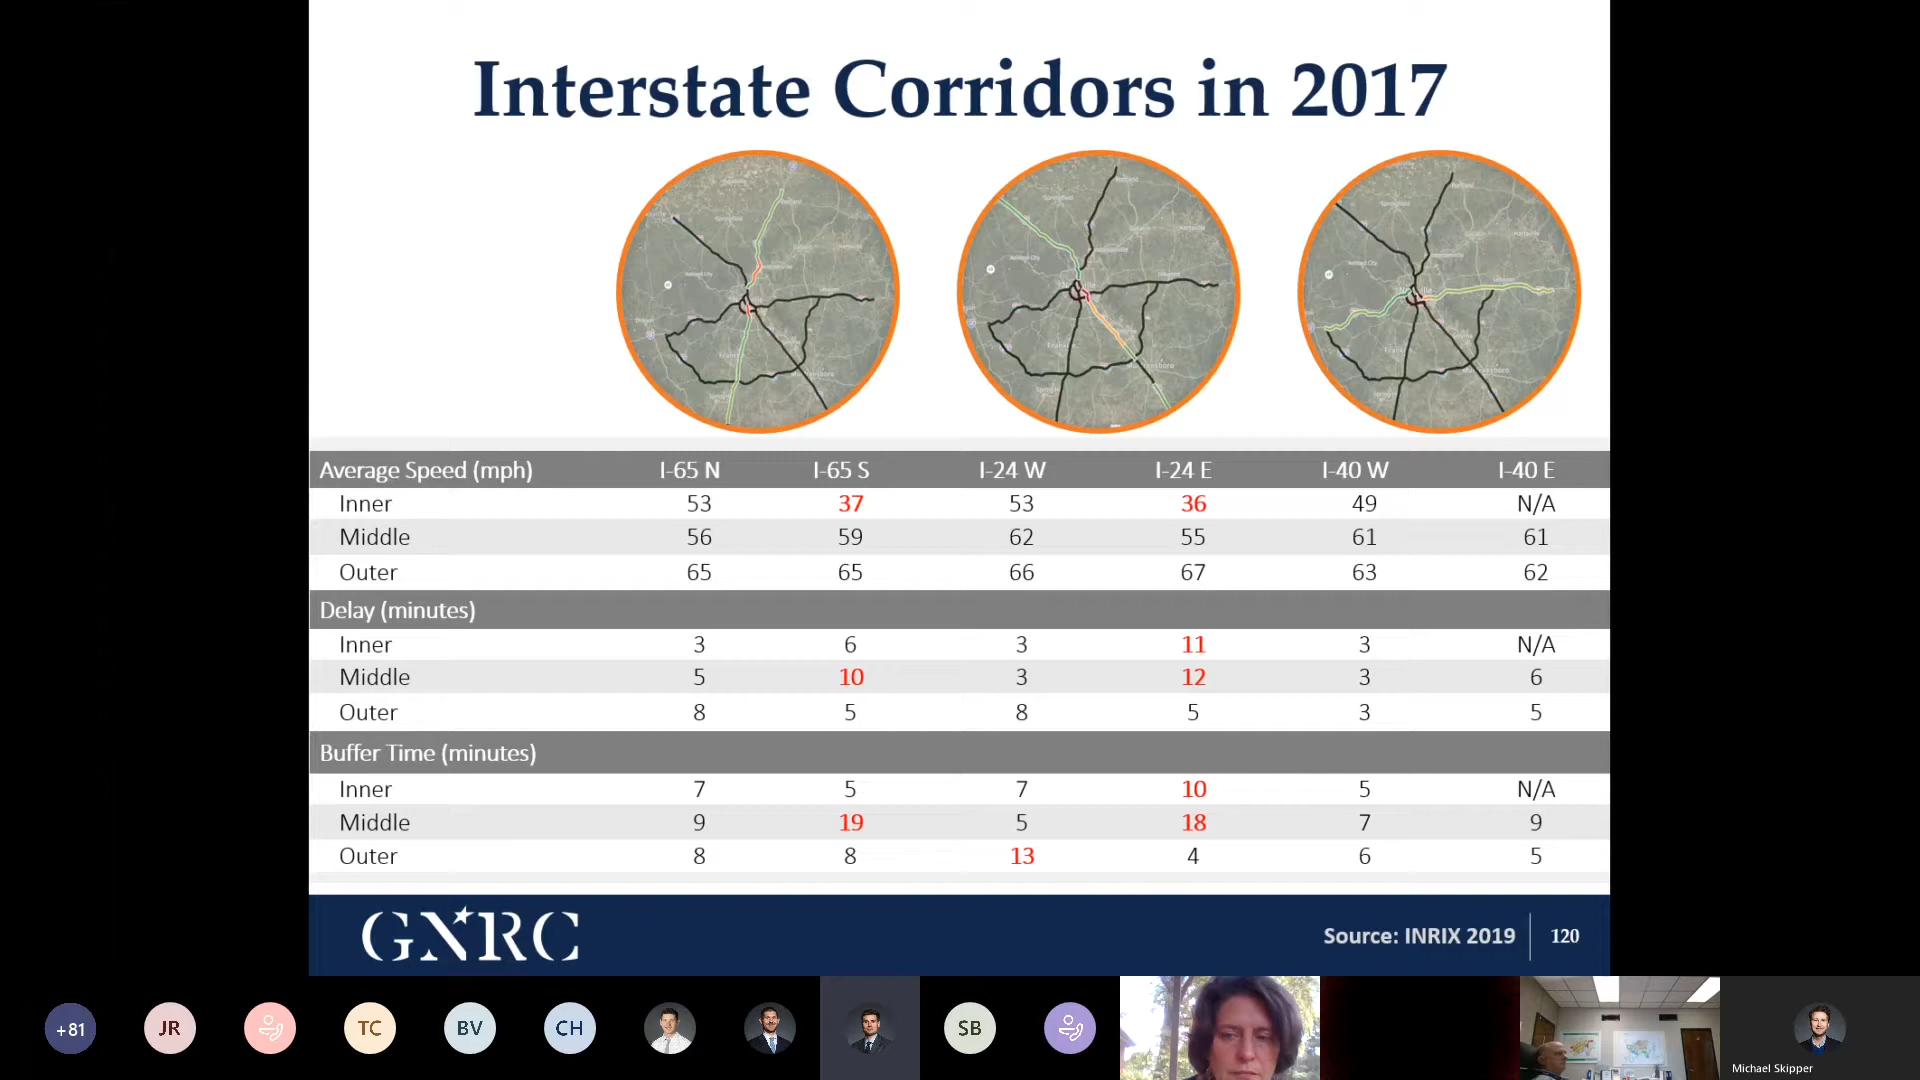 Interstate Corridors in 2017
Average Speed (mph) I-65 N I-65 S I-24 W I-24 E I-40 W I-40 E
Inner 53 37 53 36 49 N/A
Middle 56 59 62 55 61 61
Outer 65 65 66 67 63 62
Delay (minutes)
Inner 3 6 3 11 3 N/A
Middle 5 10 3 12 3 6
Outer 8 5 8 5 3 5
Buffer Time (minutes)
Inner 7 5 7 10 5 N/A
Middle 9 19 5 18 7 9
Outer 8 8 13 4 6 5
GNRC
Source: INRIX 2019 120
+81 JR TC BV CH SB
Michael Skipper